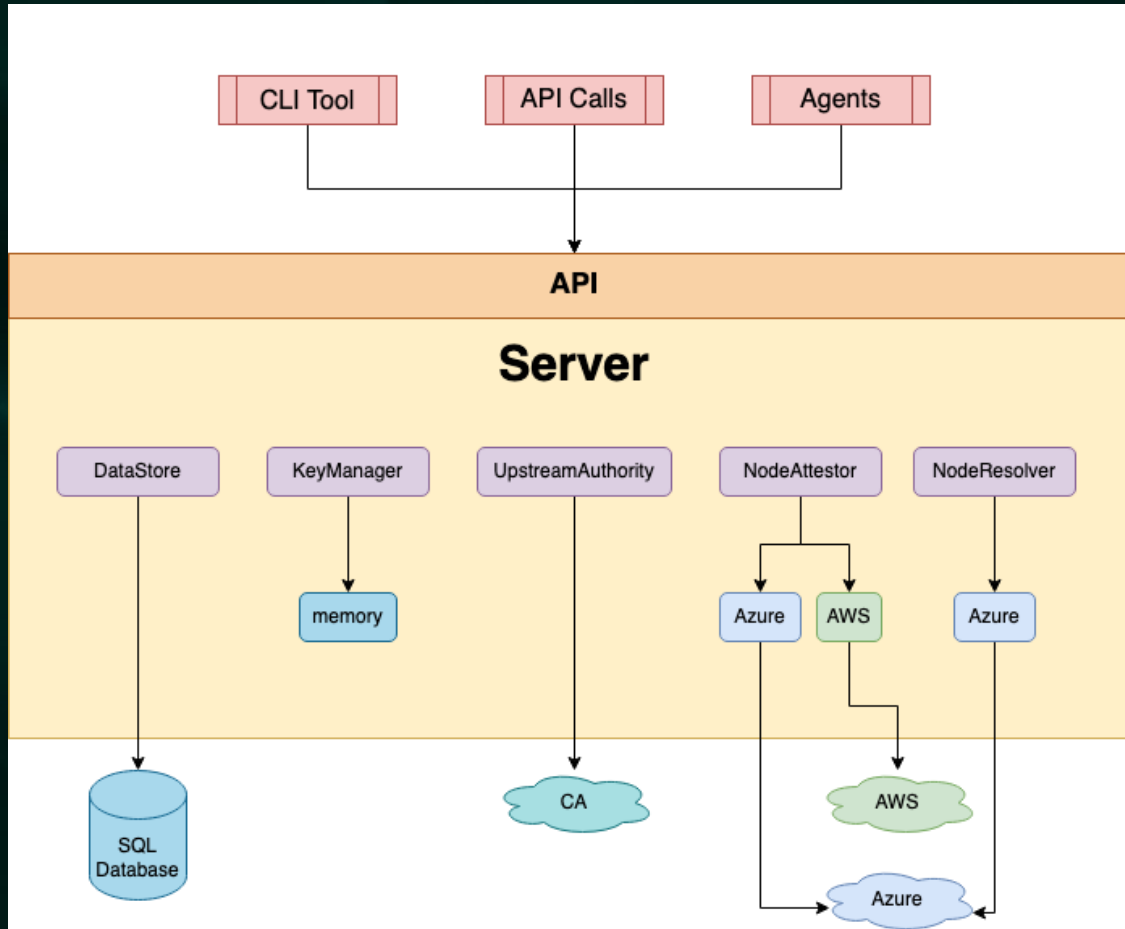 CLI Tool
API Calls
Agents
API
Server
DataStore
KeyManager
UpstreamAuthority
NodeAttestor
NodeResolver
memory
Azure
AWS
Azure
SQL
Database
CA
AWS
Azure